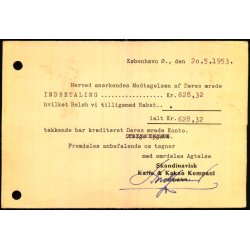 København Ø., den 20.5.1953.
Herved anerkendes Modtagelsen af Deres ærede
INDBETALING Kr. 628,32
hvilket Beløb vi tilligemed Rabat.
ialt Kr. 628,32
takkende har krediteret Deres ærede Konto.
Fremdeles anbefalende os tegner
med særdeles Agtelse
Skandinavisk
Kaffe & Kakao Kompani